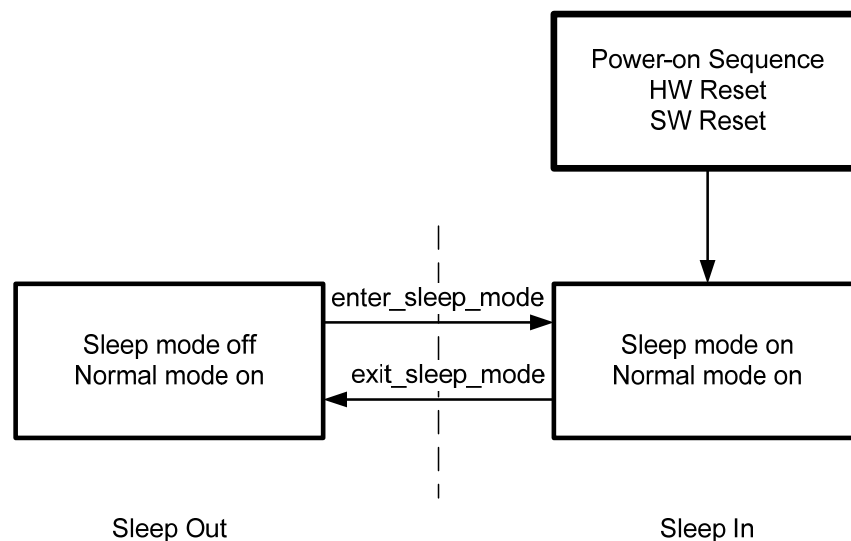 Power-on Sequence
HW Reset
SW Reset
enter_sleep_mode
Sleep mode off
Normal mode on
exit_sleep_mode
Sleep mode on
Normal mode on
Sleep Out
Sleep In